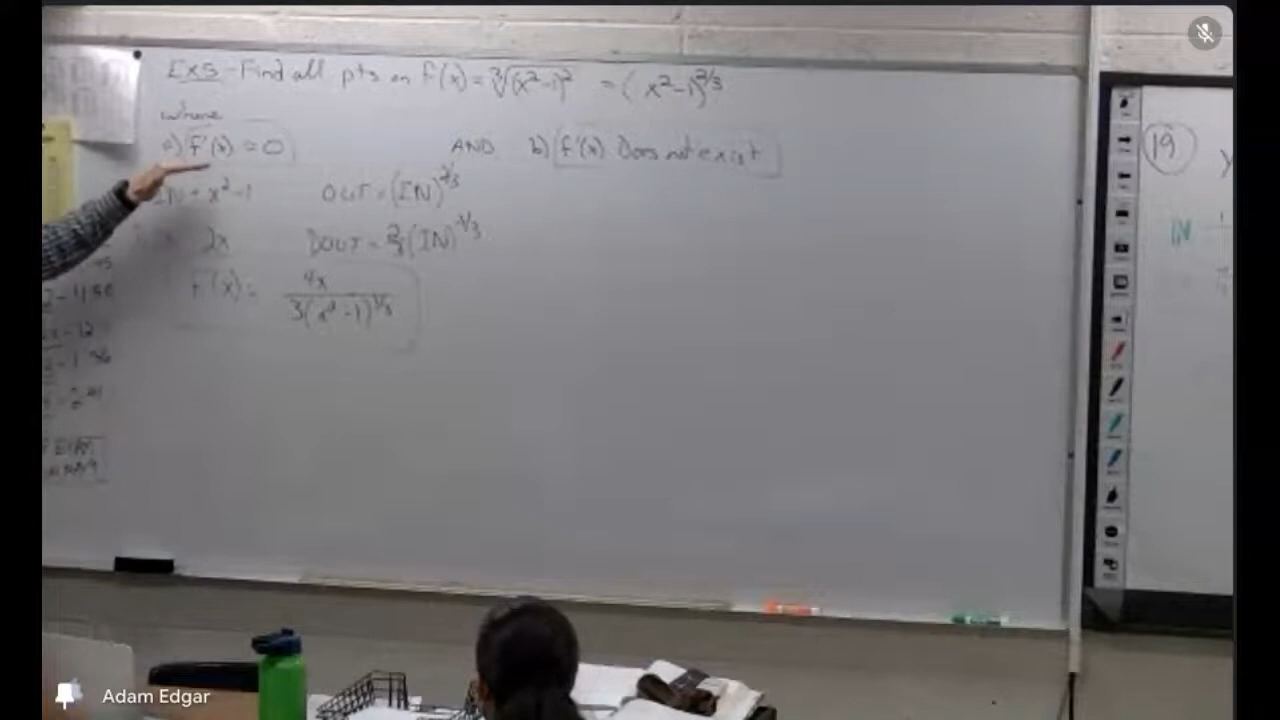 Ex5 - Find all pts on f(x) = ∛(x²-1)² = (x²-1)^2/3
where
a) f'(x) = 0 AND b) f'(x) Does not exist
IN = x²-1 OUT = (IN)^2/3
2x DOUT = 2/3 (IN)^-1/3
f'(x) = 4x / 3(x²-1)^1/3
19
IN
Adam Edgar